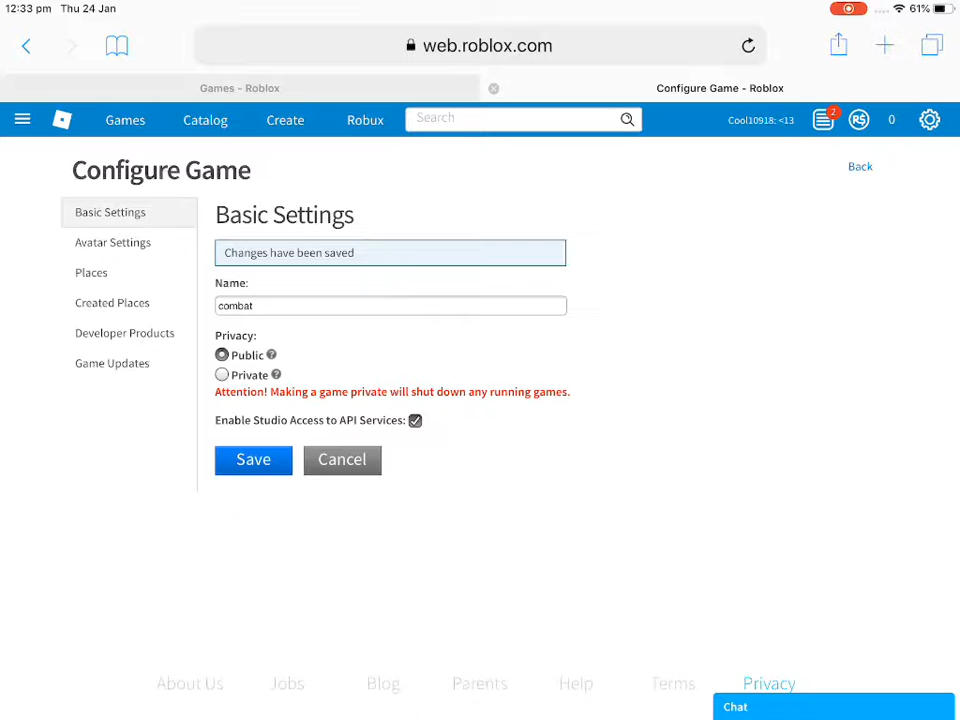 12:33 pm Thu 24 Jan
61%
web.roblox.com
Games - Roblox
Configure Game - Roblox
Games Catalog Create Robux Search Cool10918: <13 2 R$ 0
Configure Game
Back
Basic Settings
Avatar Settings
Places
Created Places
Developer Products
Game Updates
Basic Settings
Changes have been saved
Name:
combat
Privacy:
Public ?
Private ?
Attention! Making a game private will shut down any running games.
Enable Studio Access to API Services:
Save Cancel
About Us Jobs Blog Parents Help Terms Privacy
Chat